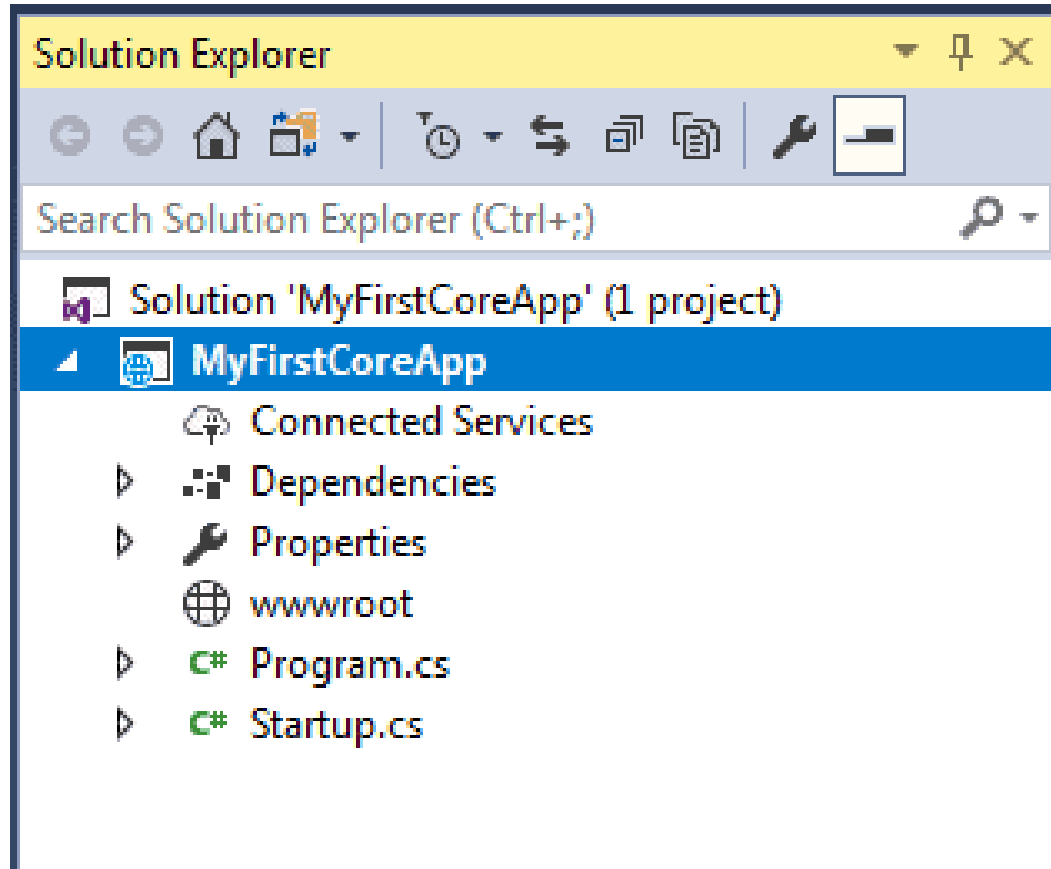 Solution Explorer
Search Solution Explorer (Ctrl+;)
Solution 'MyFirstCoreApp' (1 project)
MyFirstCoreApp
Connected Services
Dependencies
Properties
wwwroot
C# Program.cs
C# Startup.cs